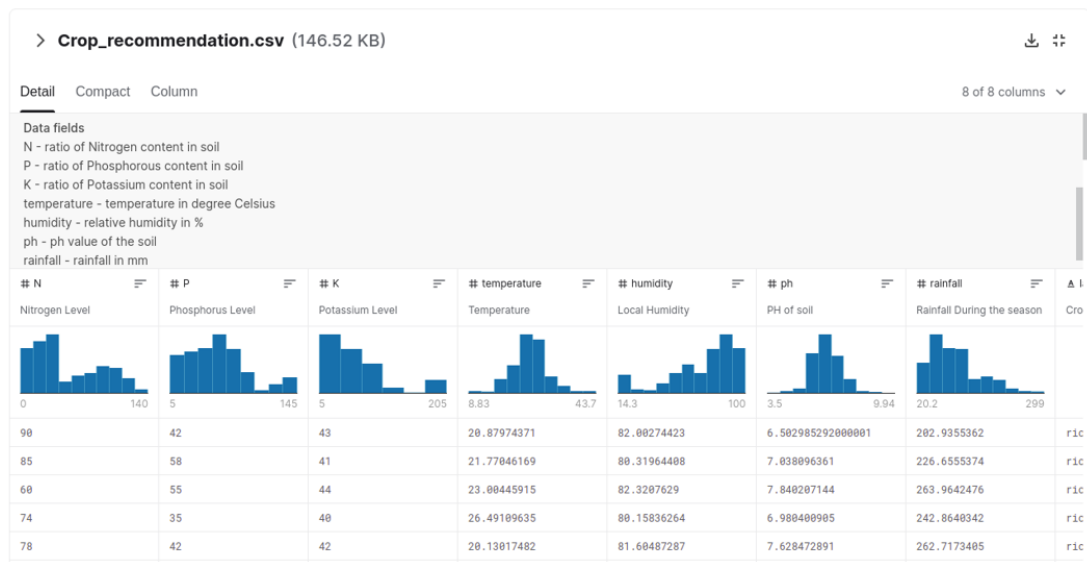 Crop_recommendation.csv (146.52 KB)
Detail Compact Column 8 of 8 columns
Data fields
N - ratio of Nitrogen content in soil
P - ratio of Phosphorous content in soil
K - ratio of Potassium content in soil
temperature - temperature in degree Celsius
humidity - relative humidity in %
ph - ph value of the soil
rainfall - rainfall in mm
# N # P # K # temperature # humidity # ph # rainfall
Nitrogen Level Phosphorus Level Potassium Level Temperature Local Humidity PH of soil Rainfall During the season Cro
0 140 5 145 5 205 8.83 43.7 14.3 100 3.5 9.94 20.2 299
90 42 43 20.87974371 82.00274423 6.502985292000001 202.9355362 ric
85 58 41 21.77046169 80.31964408 7.038096361 226.6555374 ric
60 55 44 23.00445915 82.3207629 7.840207144 263.9642476 ric
74 35 40 26.49109635 80.15836264 6.980400905 242.8640342 ric
78 42 42 20.13017482 81.60487287 7.628472891 262.7173405 ric